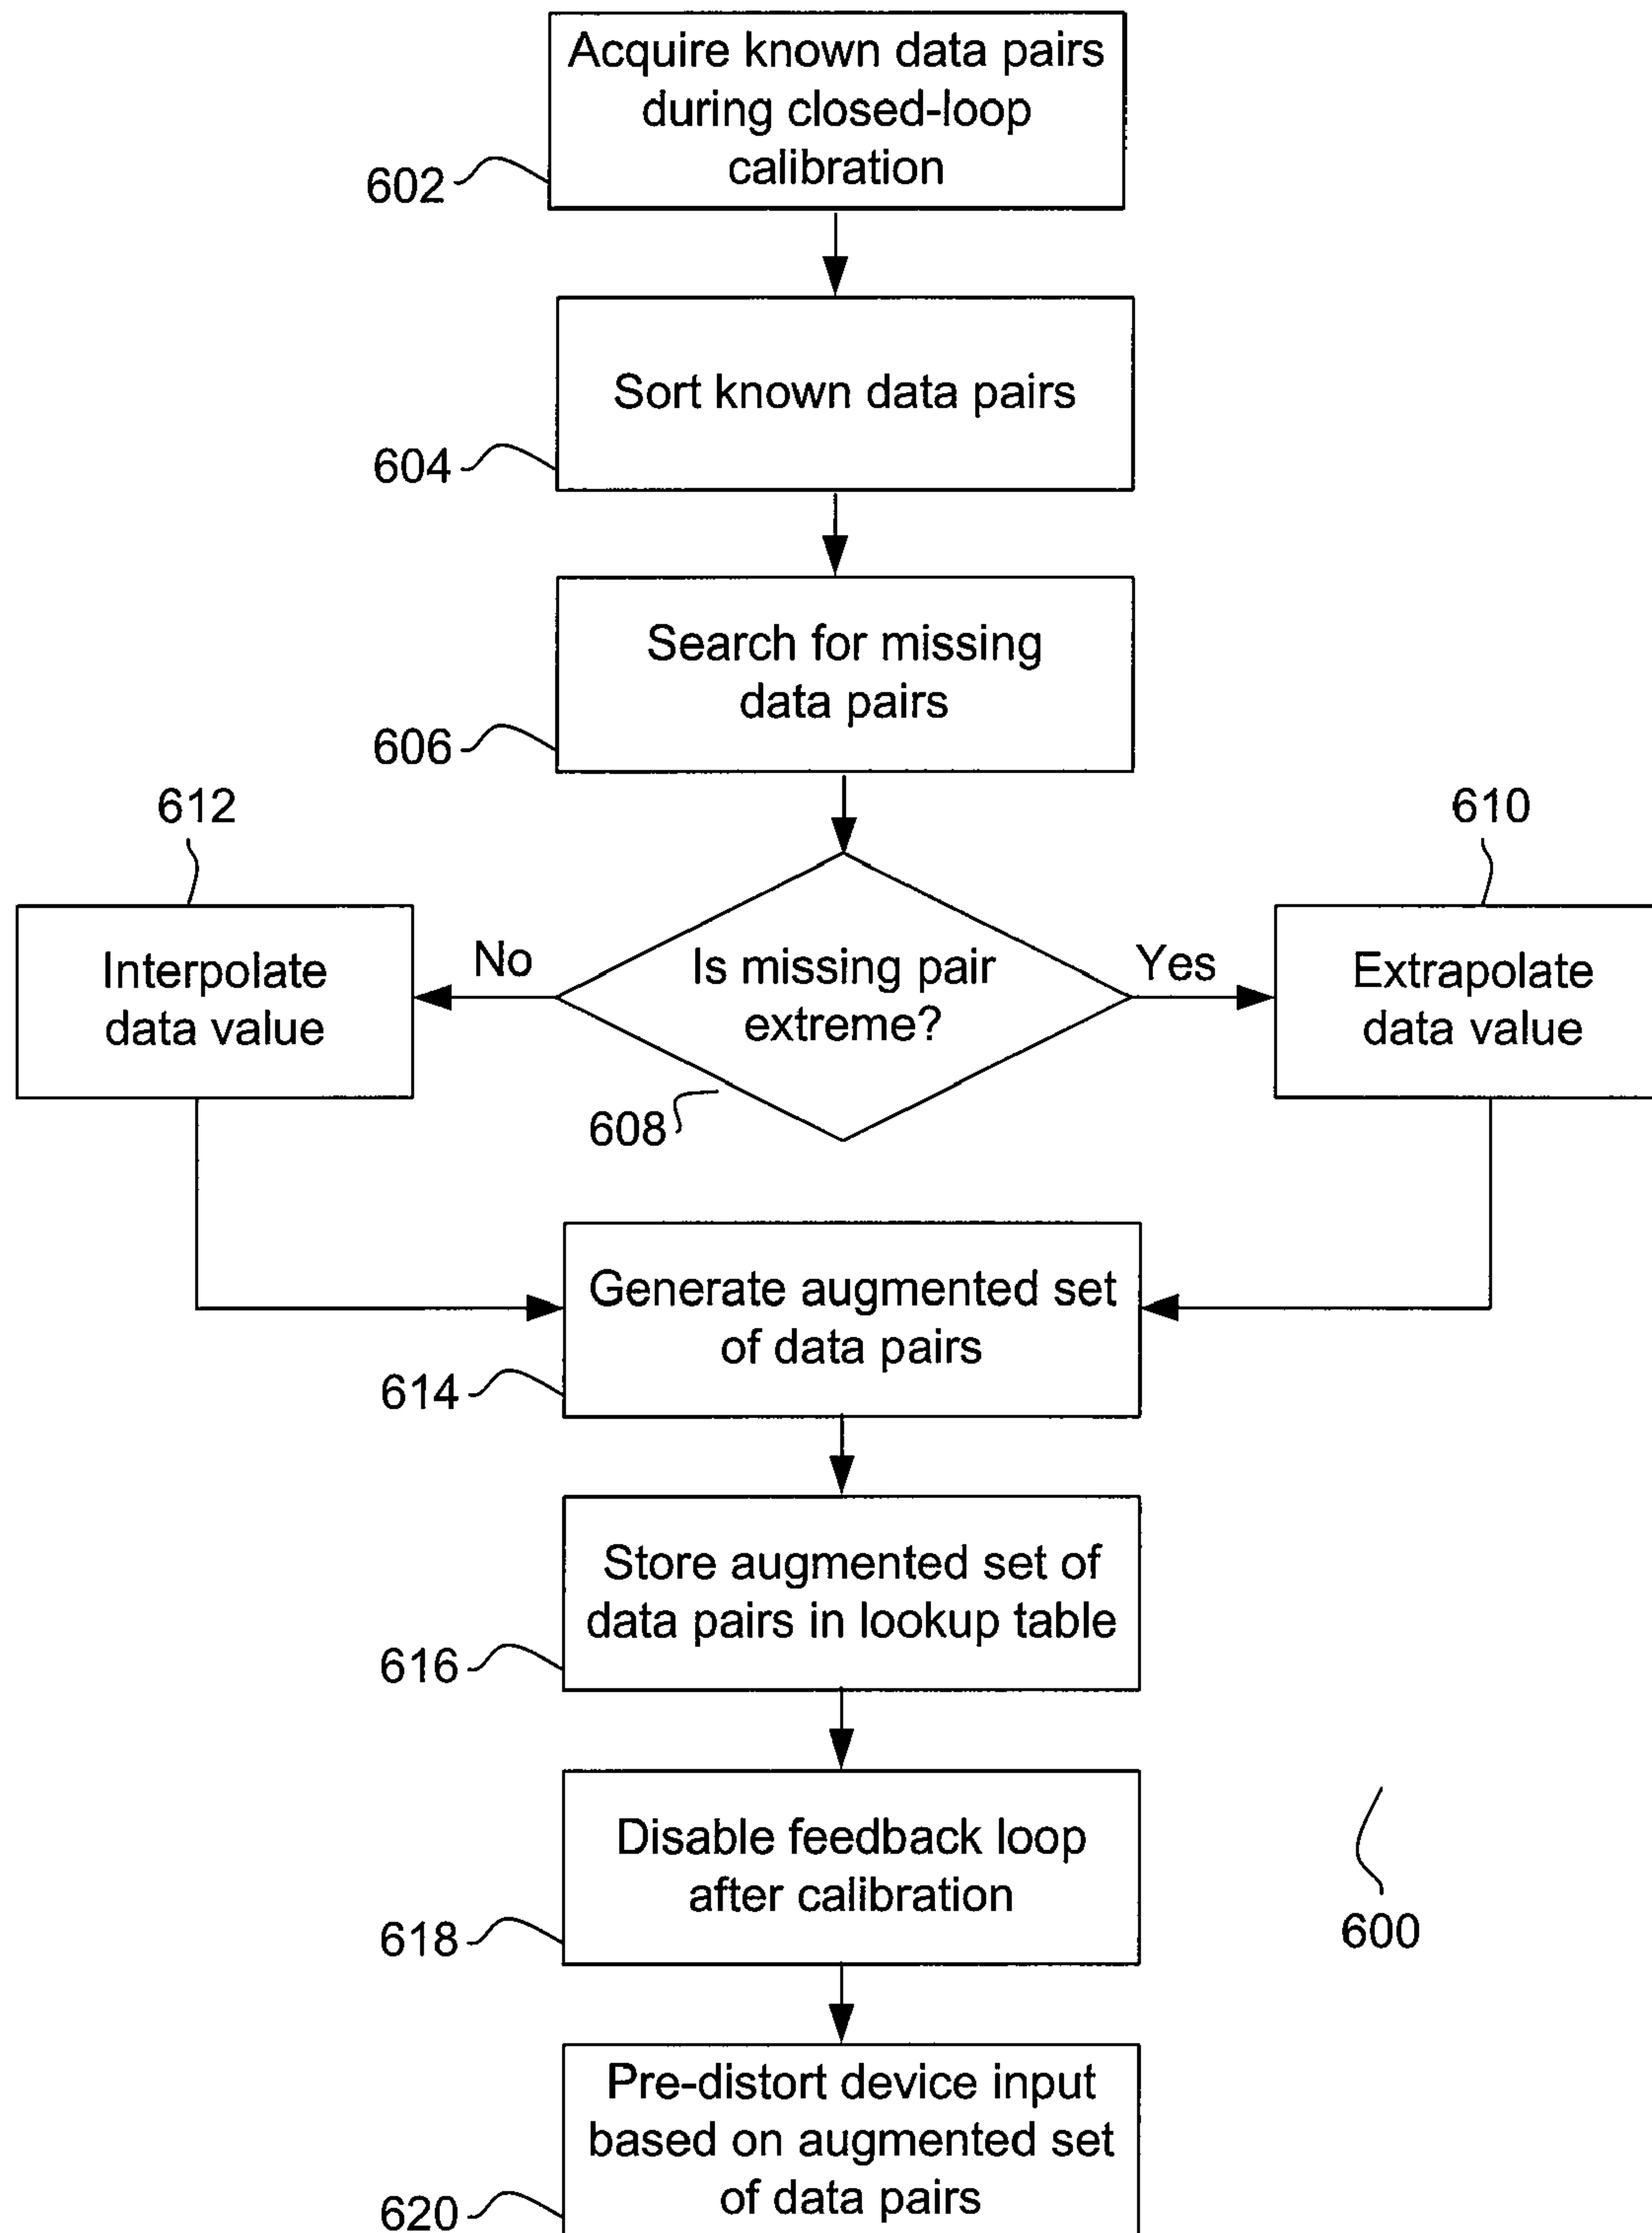 Acquire known data pairs
during closed-loop
calibration
602
Sort known data pairs
604
Search for missing
data pairs
606
612
610
Interpolate
data value
No
Is missing pair
extreme?
Yes
Extrapolate
data value
608
Generate augmented set
of data pairs
614
Store augmented set of
data pairs in lookup table
616
Disable feedback loop
after calibration
618
600
Pre-distort device input
based on augmented set
of data pairs
620